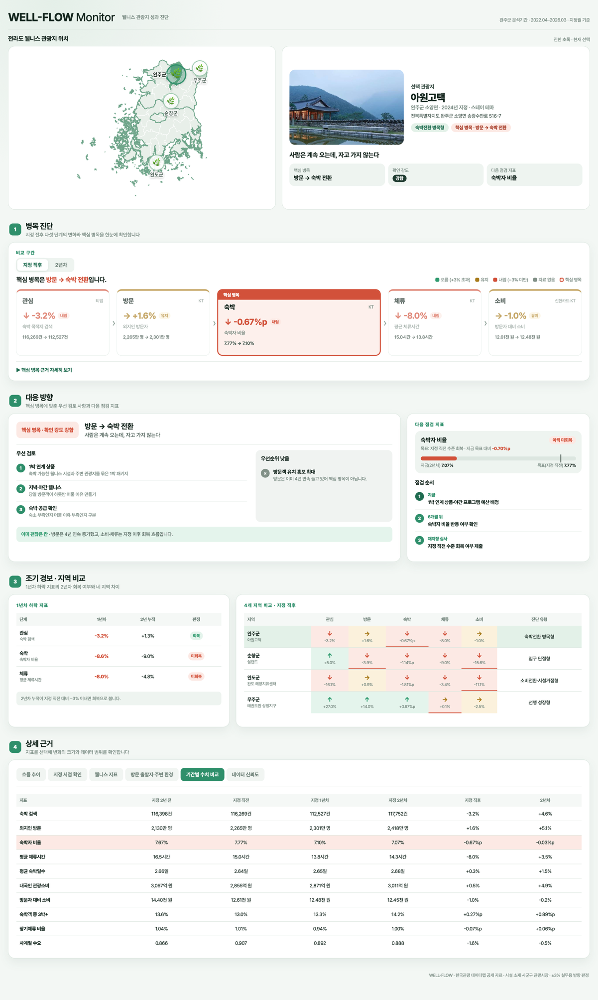 WELL-FLOW Monitor 웰니스 관광지 성과 진단
완주군 분석기간 · 2022.04–2026.03 · 지정월 기준
전라도 웰니스 관광지 위치
진한 초록 · 현재 선택
완주군
무주군
순창군
완도군
선택 관광지
아원고택
완주군 소양면 · 2024년 지정 · 스테이 테마
전북특별자치도 완주군 소양면 송광수만로 516-7
숙박전환 병목형 핵심 병목 · 방문 → 숙박 전환
사람은 계속 오는데, 자고 가지 않는다
핵심 병목
방문 → 숙박 전환
확인 강도
강함
다음 점검 지표
숙박자 비율
1 병목 진단
지정 전후 다섯 단계의 변화와 핵심 병목을 한눈에 확인합니다
비교 구간
지정 직후 2년차
핵심 병목은 방문 → 숙박 전환입니다.
오름 (+3% 초과) 유지 내림 (−3% 미만) 자료 없음 핵심 병목
관심 티맵
↓ -3.2% 내림
숙박 목적지 검색
116,269건 → 112,527건
›
방문 KT
→ +1.6% 유지
외지인 방문자
2,265만 명 → 2,301만 명
›
핵심 병목
숙박 KT
↓ -0.67%p 내림
숙박자 비율
7.77% → 7.10%
›
체류 KT
↓ -8.0% 내림
평균 체류시간
15.0시간 → 13.8시간
›
소비 신한카드·KT
→ -1.0% 유지
방문자 대비 소비
12.61천 원 → 12.48천 원
▶ 핵심 병목 근거 자세히 보기
2 대응 방향
핵심 병목에 맞춘 우선 검토 사항과 다음 점검 지표
핵심 병목 · 확인 강도 강함
방문 → 숙박 전환
사람은 계속 오는데, 자고 가지 않는다
우선 검토
1 1박 연계 상품
숙박 가능한 웰니스 시설과 주변 관광지를 묶은 1박 패키지
2 저녁·야간 웰니스
당일 방문객이 하룻밤 머물 이유 만들기
3 숙박 공급 확인
숙소 부족인지 머물 이유 부족인지 구분
우선순위 낮음
× 방문객 유치 홍보 확대
방문은 이미 4년 연속 늘고 있어 핵심 병목이 아닙니다.
이미 괜찮은 칸 · 방문은 4년 연속 증가했고, 소비·체류는 지정 이후 회복 흐름입니다.
다음 점검 지표
숙박자 비율 아직 미회복
목표: 지정 직전 수준 회복 · 지금 목표 대비 -0.70%p
지금(2년차) 7.07% 목표(지정 직전) 7.77%
점검 순서
1 지금
1박 연계 상품·야간 프로그램 예산 배정
2 6개월 뒤
숙박자 비율 반등 여부 확인
3 재지정 심사
지정 직전 수준 회복 여부 제출
3 조기 경보 · 지역 비교
1년차 하락 지표의 2년차 회복 여부와 네 지역 차이
1년차 하락 지표
단계 1년차 2년 누적 판정
관심 -3.2% +1.3% 회복
숙박 검색
숙박 -8.6% -9.0% 미회복
숙박자 비율
체류 -8.0% -4.8% 미회복
평균 체류시간
2년차 누적이 지정 직전 대비 −3% 이내면 회복으로 봅니다.
4개 지역 비교 · 지정 직후
지역 관심 방문 숙박 체류 소비 진단 유형
완주군 ↓ → ↓ ↓ → 숙박전환 병목형
아원고택 -3.2% +1.6% -0.67%p -8.0% -1.0%
순창군 ↑ ↓ ↓ ↓ ↓ 입구 단절형
쉴랜드 +5.0% -3.9% -1.14%p -9.0% -15.6%
완도군 ↓ → ↓ ↓ ↓ 소비전환·시설거점형
완도 해양치유센터 -16.1% +0.9% -1.81%p -3.4% -11.1%
무주군 ↑ ↑ ↑ → → 선행 성장형
태권도원 상징지구 +27.0% +14.0% +0.67%p +0.1% -2.5%
4 상세 근거
지표를 선택해 변화의 크기와 데이터 범위를 확인합니다
흐름 추이 지정 시점 확인 웰니스 지표 방문 출발지·주변 환경 기간별 수치 비교 데이터 신뢰도
지표 지정 2년 전 지정 직전 지정 1년차 지정 2년차 지정 직후 2년차
숙박 검색 116,398건 116,269건 112,527건 117,752건 -3.2% +4.6%
외지인 방문 2,130만 명 2,265만 명 2,301만 명 2,418만 명 +1.6% +5.1%
숙박자 비율 7.67% 7.77% 7.10% 7.07% -0.67%p -0.03%p
평균 체류시간 16.5시간 15.0시간 13.8시간 14.3시간 -8.0% +3.5%
평균 숙박일수 2.66일 2.64일 2.65일 2.68일 +0.3% +1.5%
내국인 관광소비 3,067억 원 2,855억 원 2,871억 원 3,011억 원 +0.5% +4.9%
방문자 대비 소비 14.40천 원 12.61천 원 12.48천 원 12.45천 원 -1.0% -0.2%
숙박객 중 3박+ 13.6% 13.0% 13.3% 14.2% +0.27%p +0.89%p
장기체류 비율 1.04% 1.01% 0.94% 1.00% -0.07%p +0.06%p
사계절 수요 0.866 0.907 0.892 0.888 -1.6% -0.5%
WELL-FLOW · 한국관광 데이터랩 공개 자료 · 시설 소재 시군구 관광시장 · ±3% 실무용 방향 판정